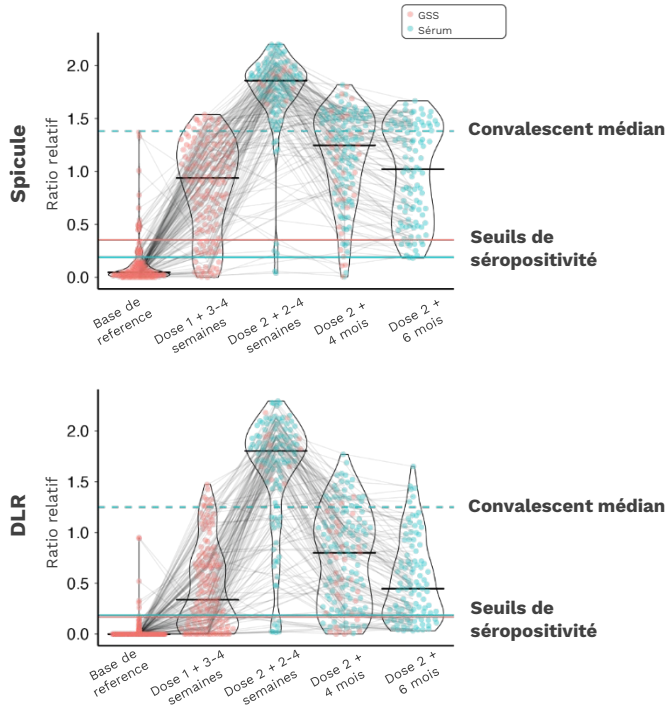 GSS
Sérum
Spicule
Ratio relatif
2.0
1.5
1.0
0.5
0.0
Convalescent médian
Seuils de
séropositivité
Base de
reference
Dose 1 + 3-4
semaines
Dose 2 + 2-4
semaines
Dose 2 +
4 mois
Dose 2 +
6 mois
DLR
Ratio relatif
2.0
1.5
1.0
0.5
0.0
Convalescent médian
Seuils de
séropositivité
Base de
reference
Dose 1 + 3-4
semaines
Dose 2 + 2-4
semaines
Dose 2 +
4 mois
Dose 2 +
6 mois